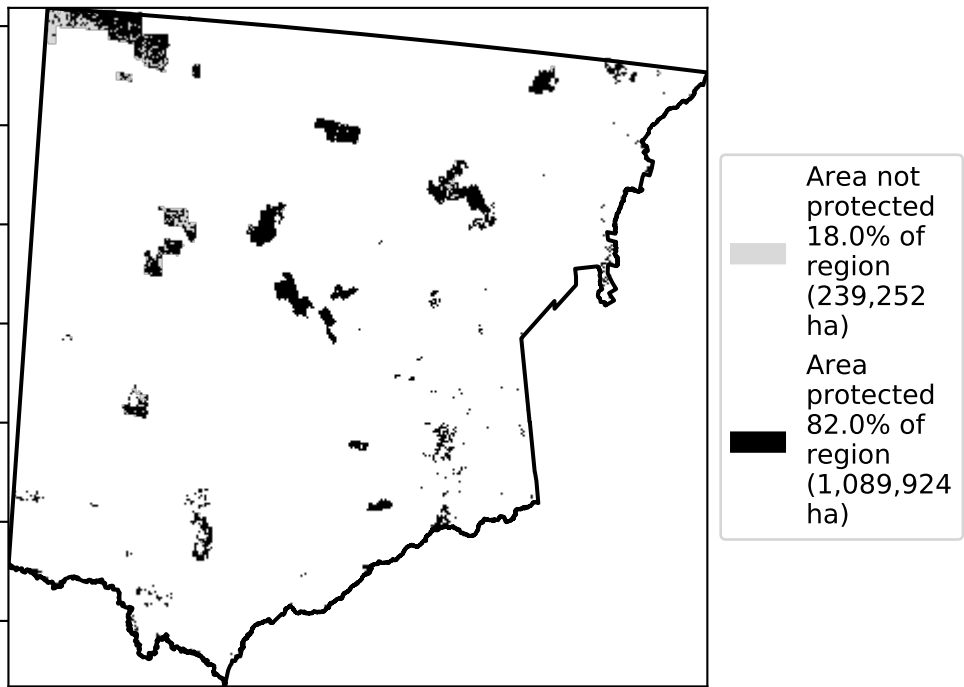 Area not
protected
18.0% of
region
(239,252
ha)
Area
protected
82.0% of
region
(1,089,924
ha)